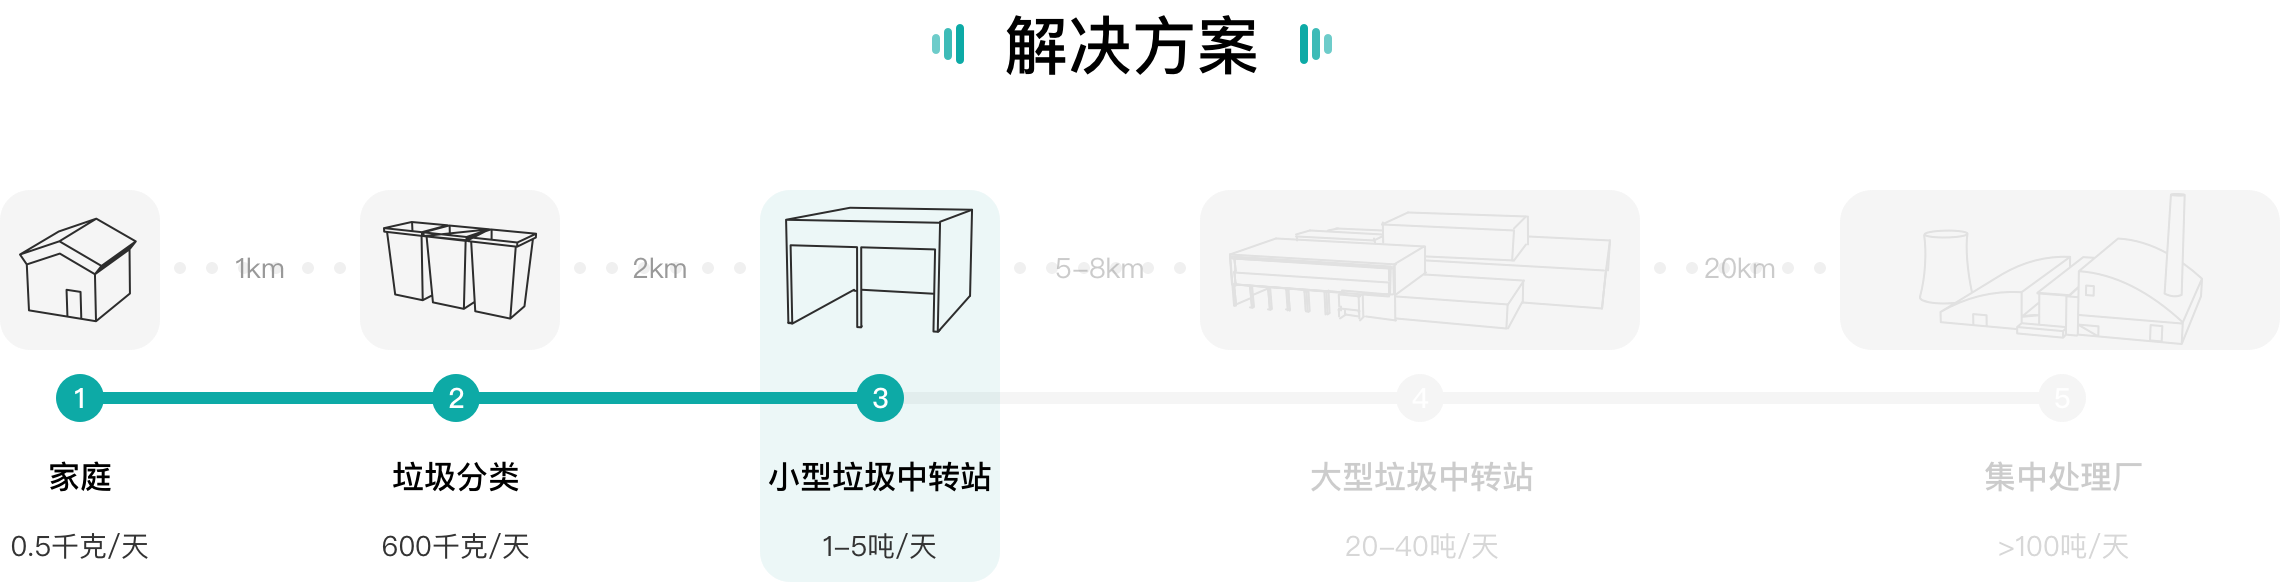 解决方案
1km
2km
5-8km
20km
1
2
3
4
5
家庭
垃圾分类
小型垃圾中转站
大型垃圾中转站
集中处理厂
0.5千克/天
600千克/天
1-5吨/天
20-40吨/天
>100吨/天